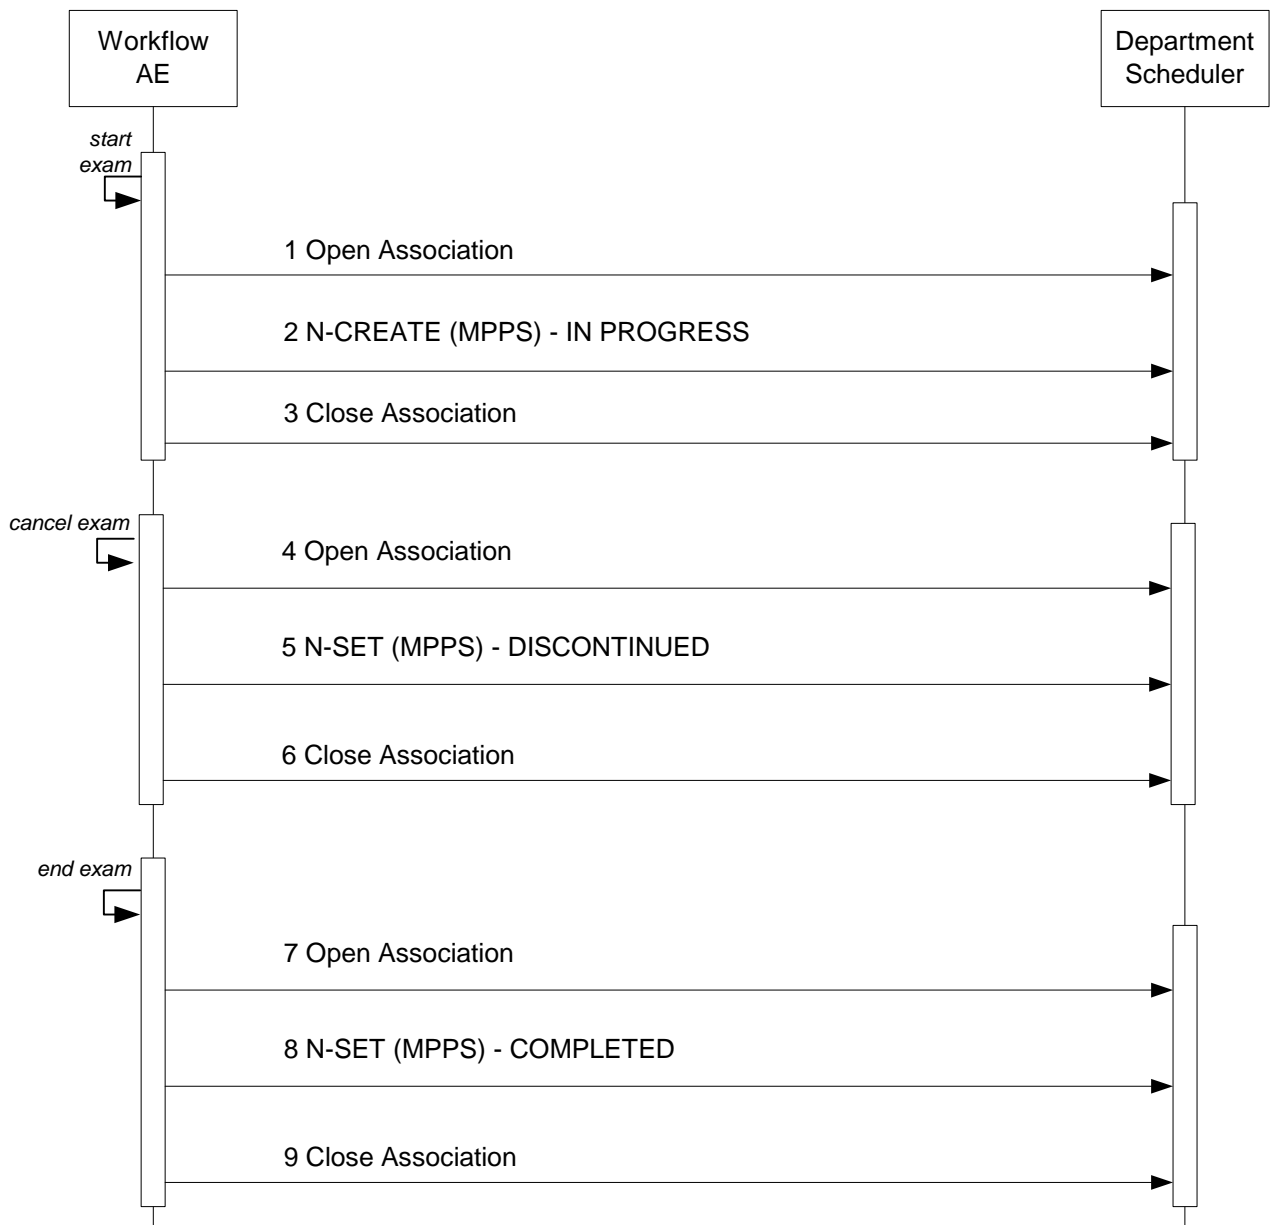 Workflow
AE
Department
Scheduler
start
exam
1 Open Association
2 N-CREATE (MPPS) - IN PROGRESS
3 Close Association
cancel exam
4 Open Association
5 N-SET (MPPS) - DISCONTINUED
6 Close Association
end exam
7 Open Association
8 N-SET (MPPS) - COMPLETED
9 Close Association